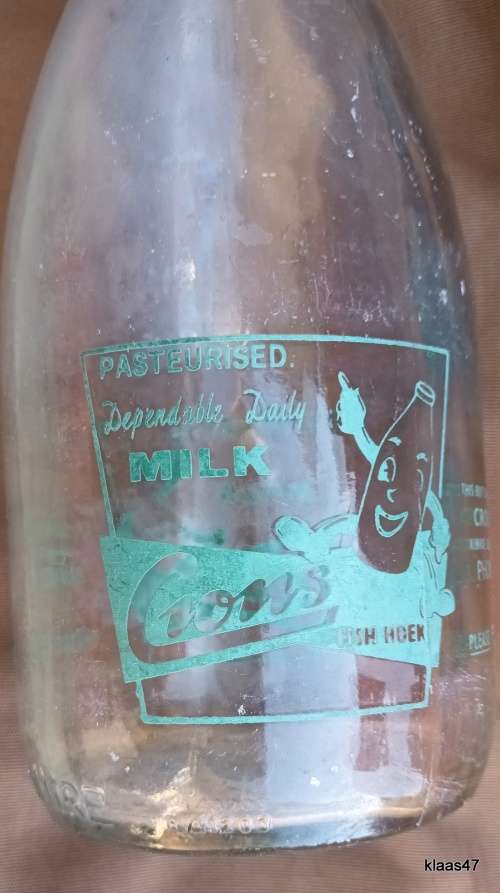 PASTEURISED.
Dependable Daily
MILK
Crons
FISH HOEK
klaas47